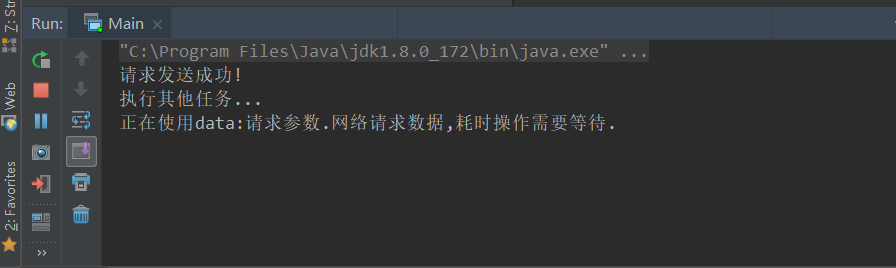 Z: Str
Run: Main
"C:\Program Files\Java\jdk1.8.0_172\bin\java.exe" ...
请求发送成功!
执行其他任务...
正在使用data:请求参数.网络请求数据,耗时操作需要等待.
Web
2: Favorites